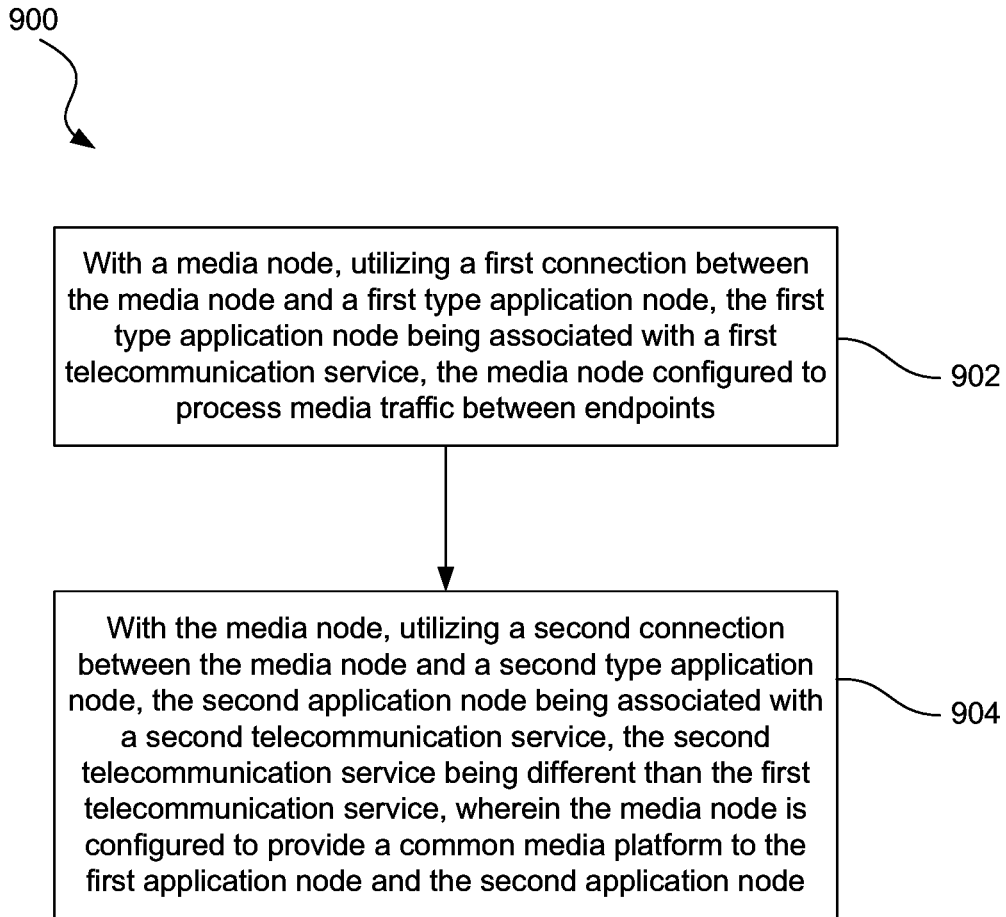 900
With a media node, utilizing a first connection between
the media node and a first type application node, the first
type application node being associated with a first
telecommunication service, the media node configured to
process media traffic between endpoints
902
With the media node, utilizing a second connection
between the media node and a second type application
node, the second application node being associated with
a second telecommunication service, the second
telecommunication service being different than the first
telecommunication service, wherein the media node is
configured to provide a common media platform to the
first application node and the second application node
904